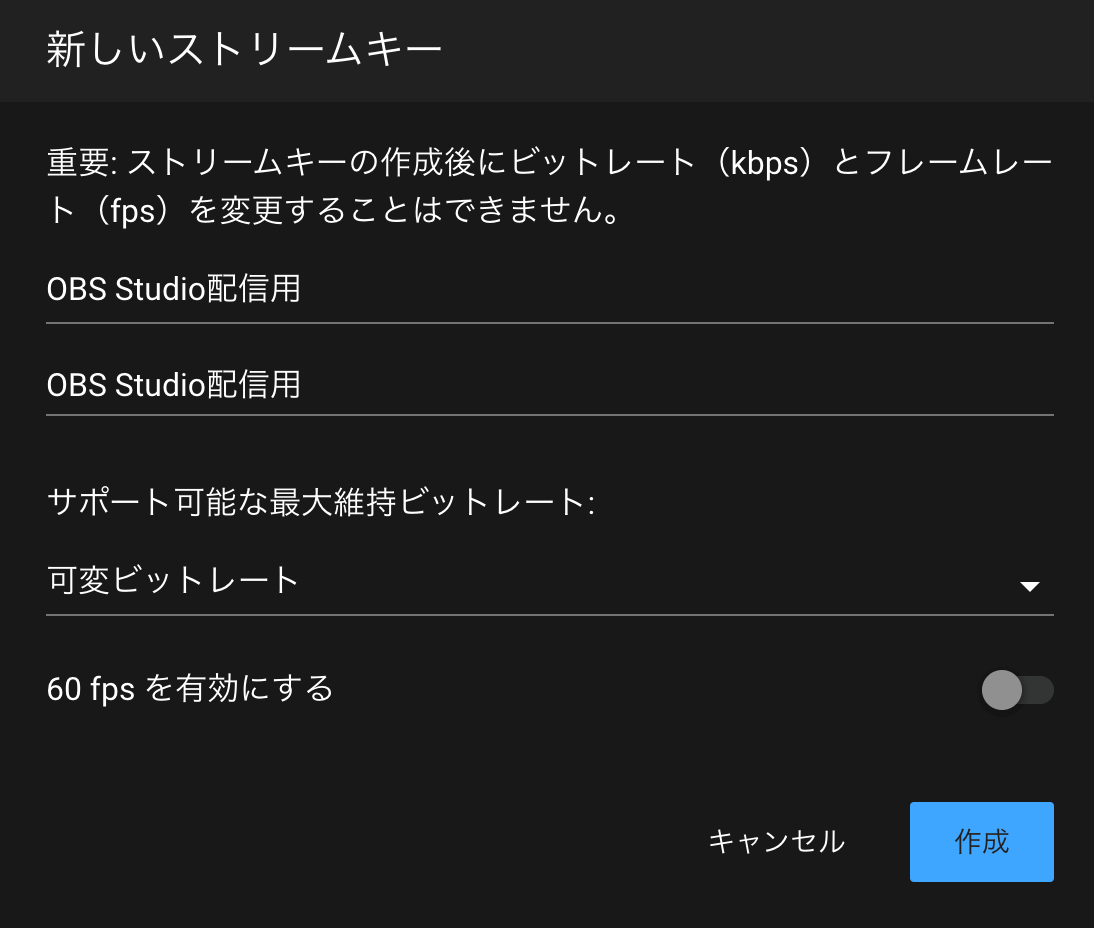 新しいストリームキー
重要: ストリームキーの作成後にビットレート（kbps）とフレームレー
ト（fps）を変更することはできません。
OBS Studio配信用
OBS Studio配信用
サポート可能な最大維持ビットレート:
可変ビットレート
60 fps を有効にする
キャンセル
作成